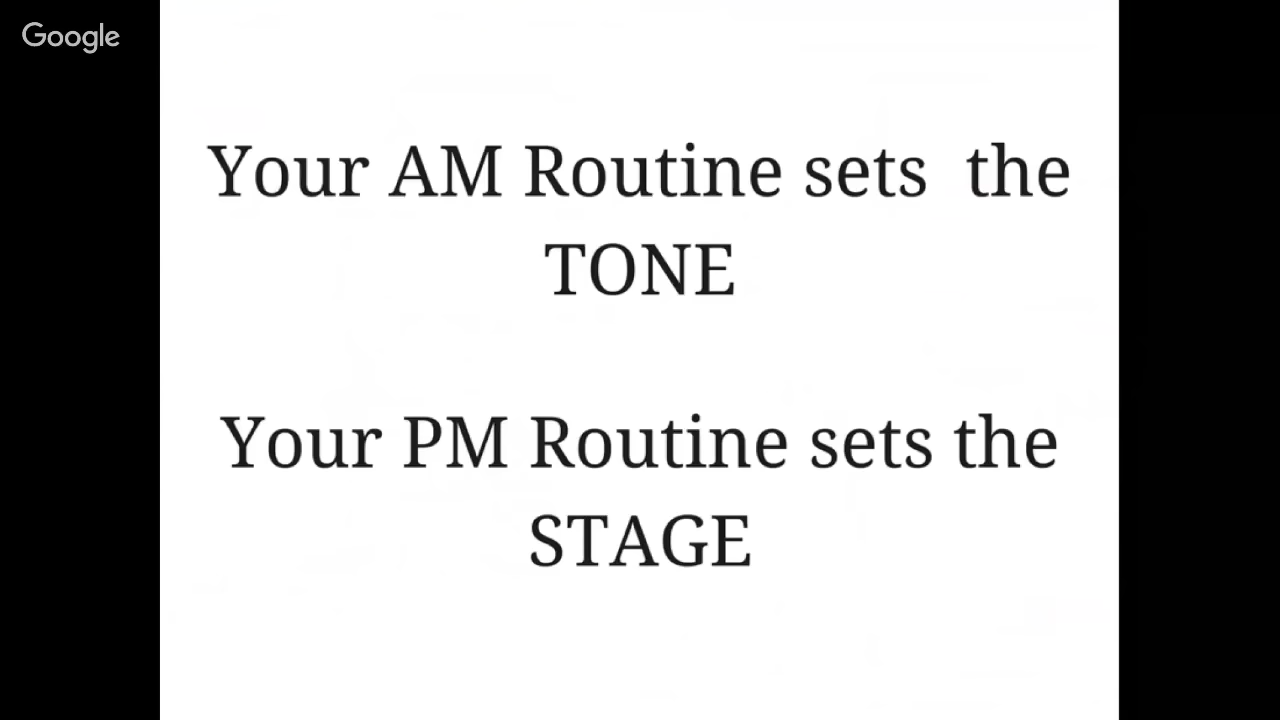 Google
Your AM Routine sets  the
TONE
Your PM Routine sets the
STAGE